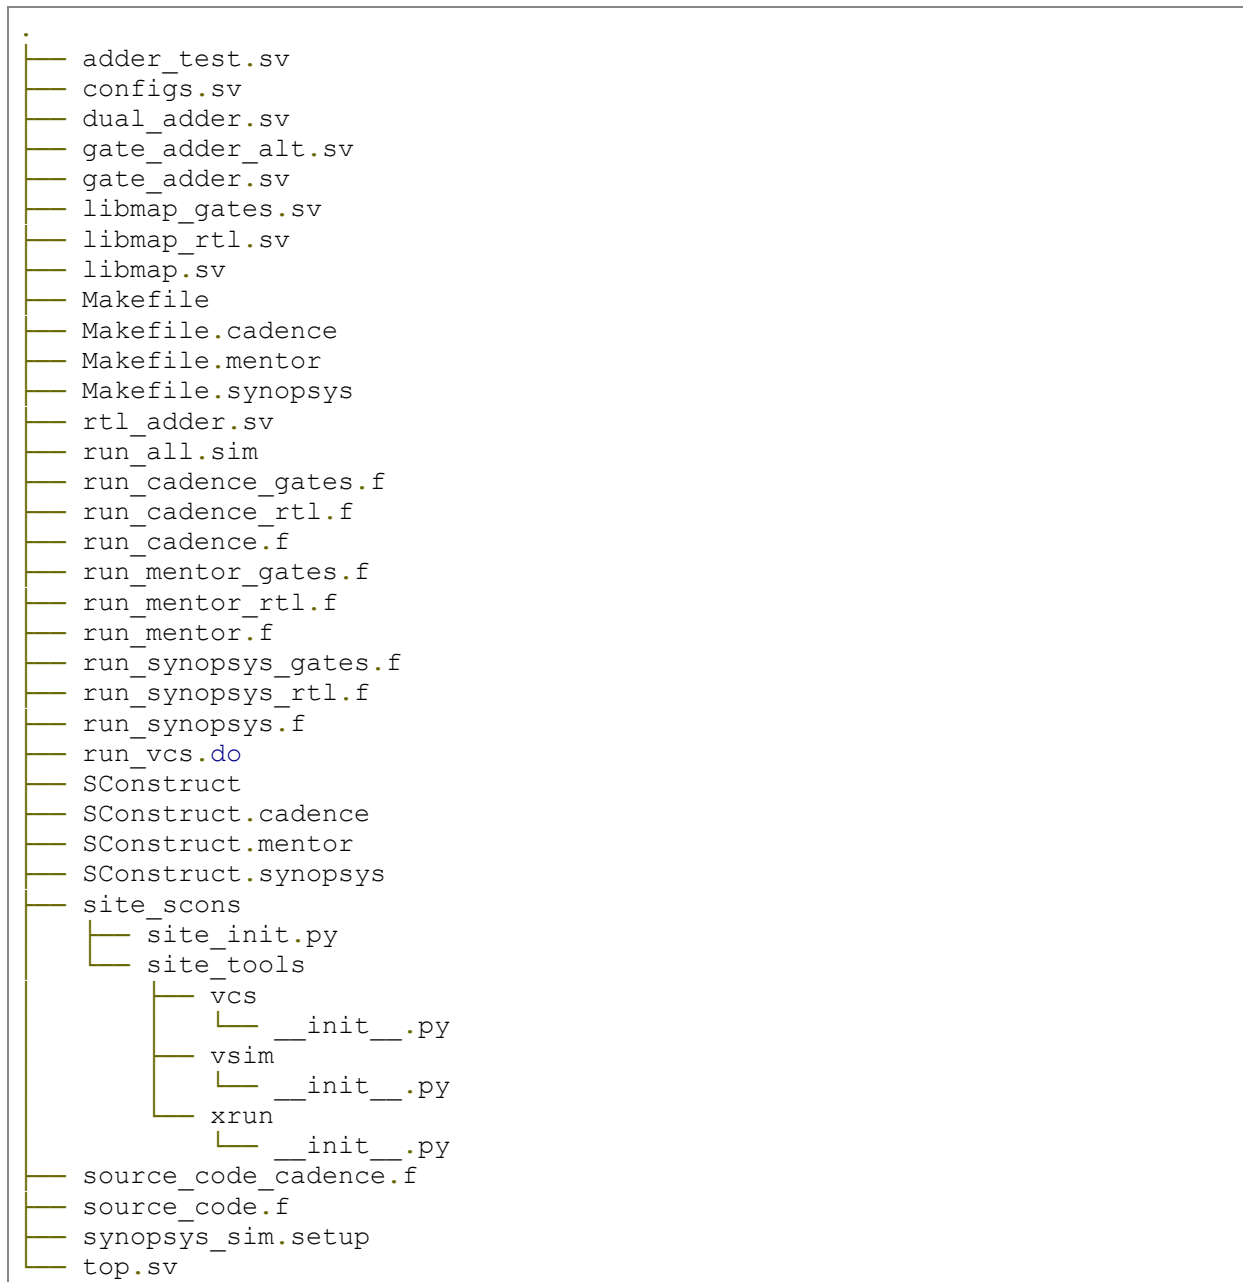 .
├── adder_test.sv
├── configs.sv
├── dual_adder.sv
├── gate_adder_alt.sv
├── gate_adder.sv
├── libmap_gates.sv
├── libmap_rtl.sv
├── libmap.sv
├── Makefile
├── Makefile.cadence
├── Makefile.mentor
├── Makefile.synopsys
├── rtl_adder.sv
├── run_all.sim
├── run_cadence_gates.f
├── run_cadence_rtl.f
├── run_cadence.f
├── run_mentor_gates.f
├── run_mentor_rtl.f
├── run_mentor.f
├── run_synopsys_gates.f
├── run_synopsys_rtl.f
├── run_synopsys.f
├── run_vcs.do
├── SConstruct
├── SConstruct.cadence
├── SConstruct.mentor
├── SConstruct.synopsys
├── site_scons
│   ├── site_init.py
│   └── site_tools
│       ├── vcs
│       │   └── __init__.py
│       ├── vsim
│       │   └── __init__.py
│       └── xrun
│           └── __init__.py
├── source_code_cadence.f
├── source_code.f
├── synopsys_sim.setup
└── top.sv